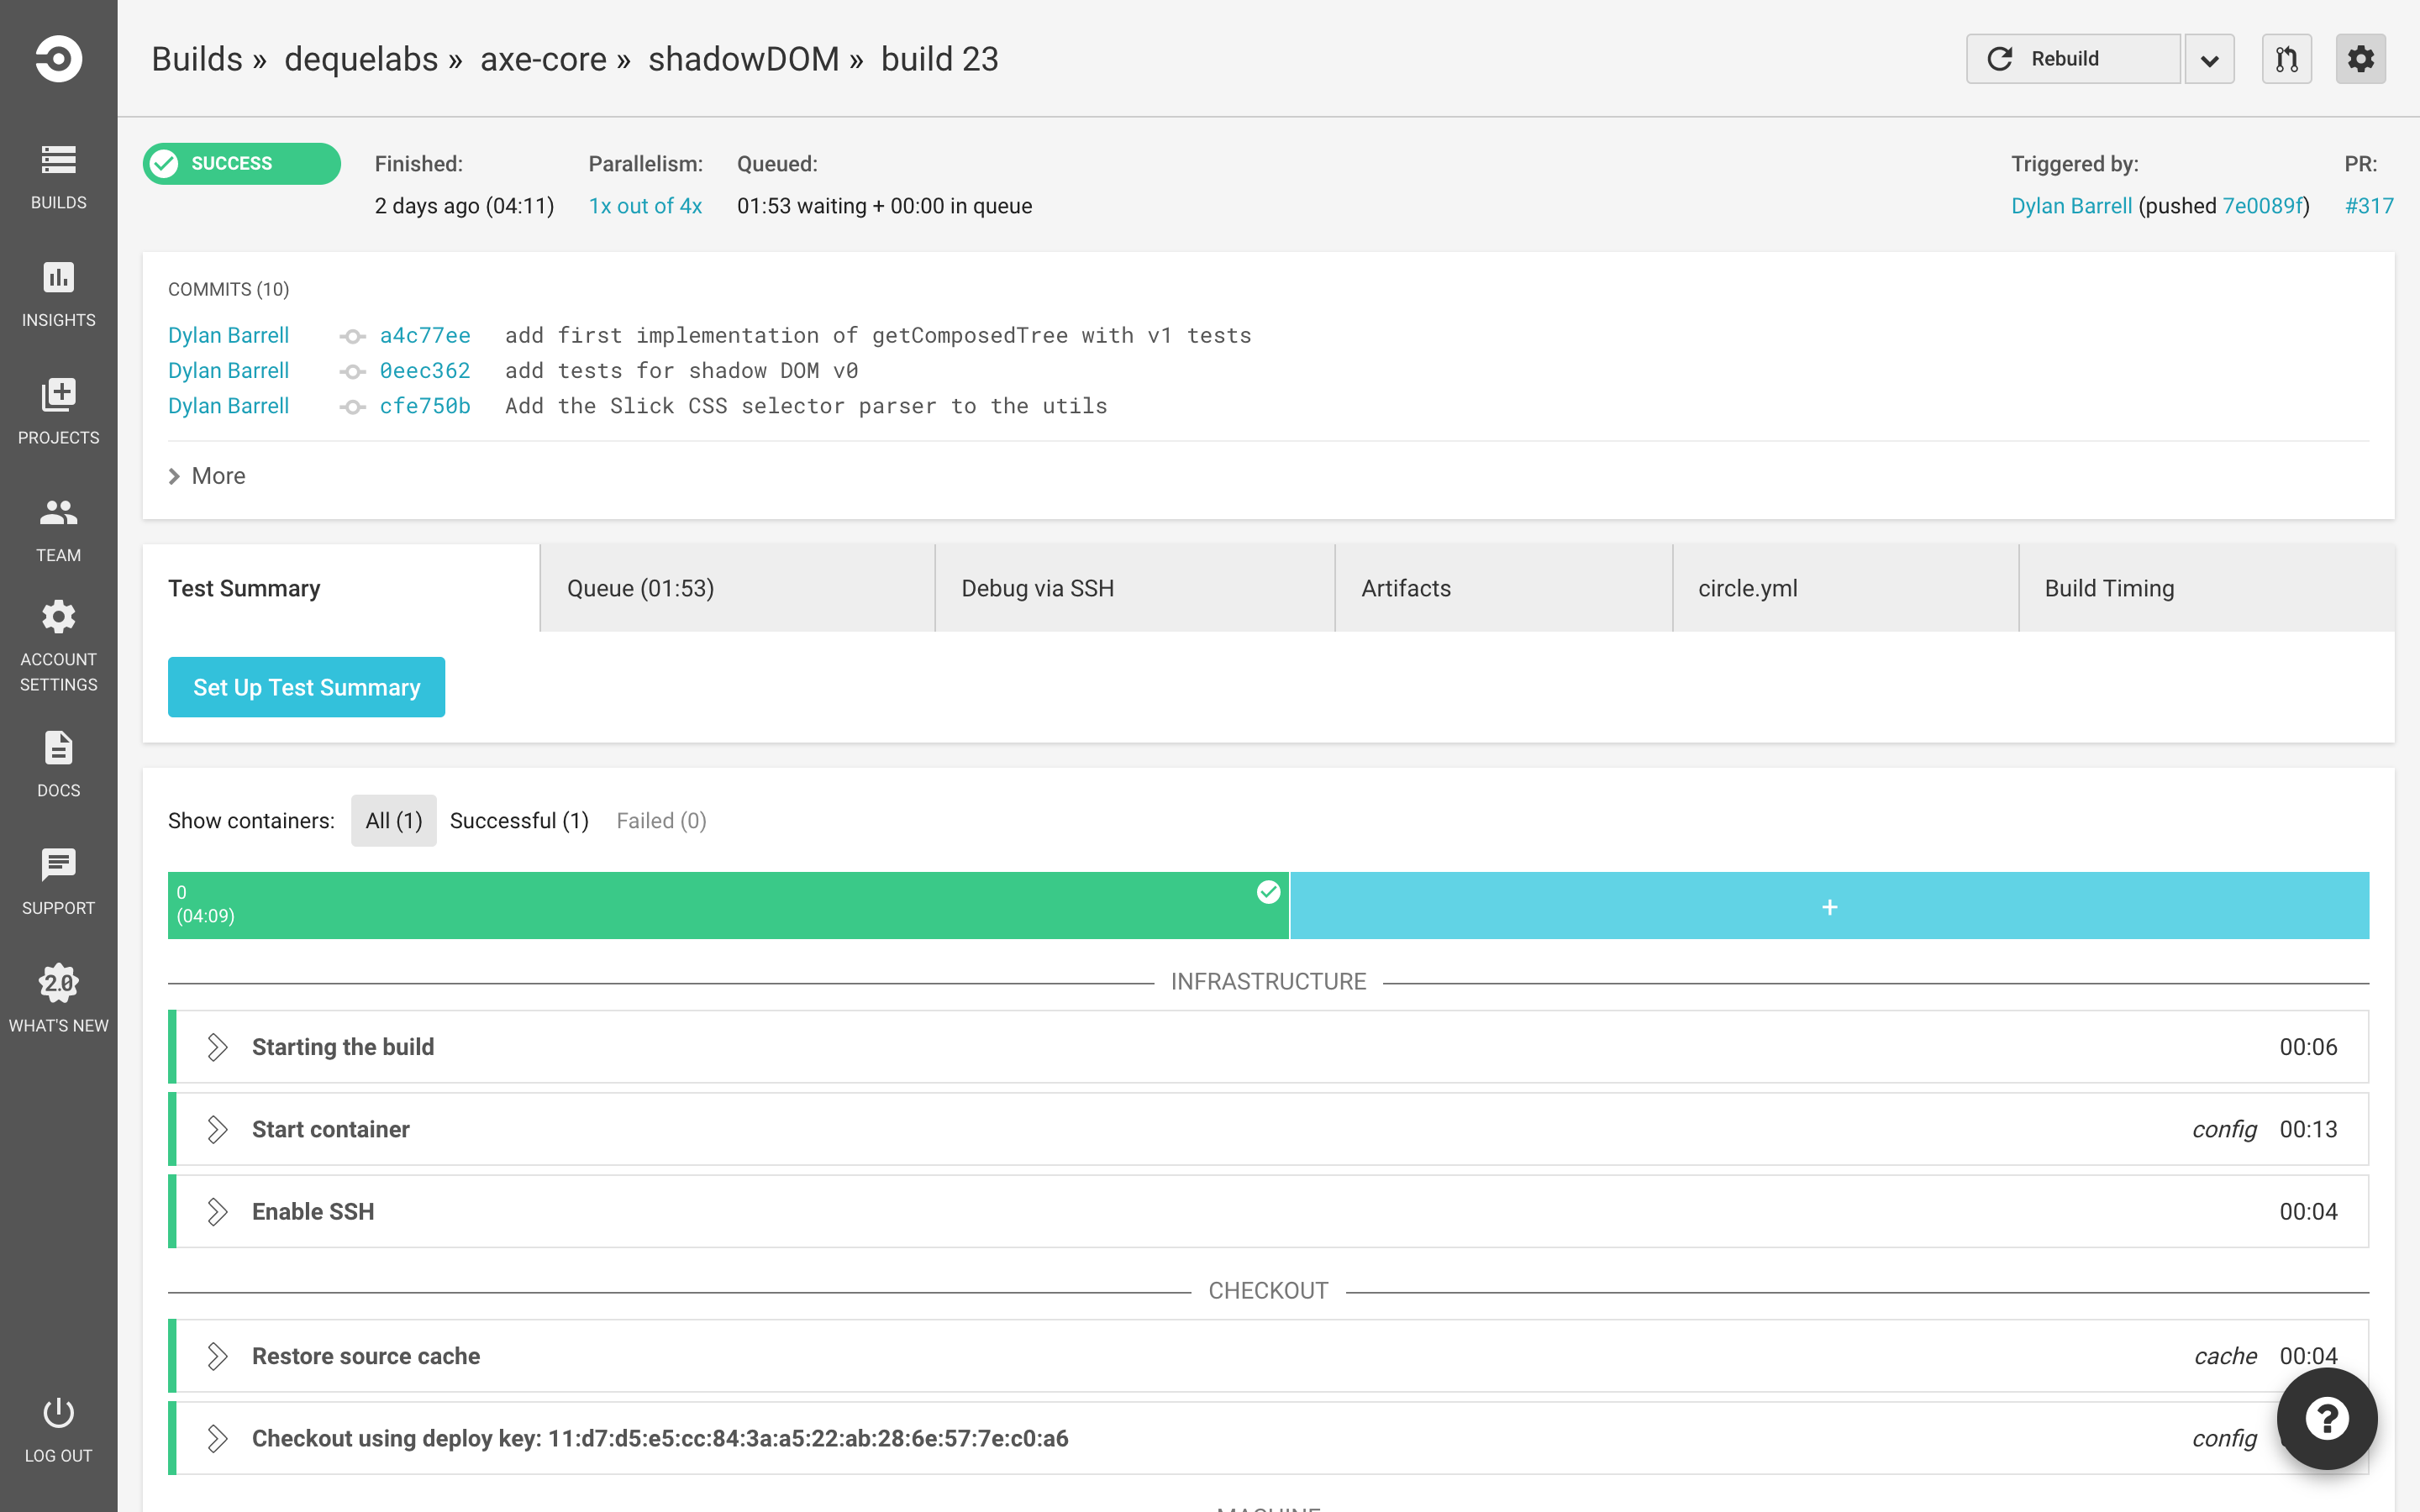 Builds » dequelabs » axe-core » shadowDOM » build 23
Rebuild
BUILDS
INSIGHTS
PROJECTS
TEAM
ACCOUNT
SETTINGS
DOCS
SUPPORT
2.0
WHAT'S NEW
LOG OUT
SUCCESS
Finished:
2 days ago (04:11)
Parallelism:
1x out of 4x
Queued:
01:53 waiting + 00:00 in queue
Triggered by:
Dylan Barrell (pushed 7e0089f)
PR:
#317
COMMITS (10)
Dylan Barrell a4c77ee add first implementation of getComposedTree with v1 tests
Dylan Barrell 0eec362 add tests for shadow DOM v0
Dylan Barrell cfe750b Add the Slick CSS selector parser to the utils
More
Test Summary
Queue (01:53)
Debug via SSH
Artifacts
circle.yml
Build Timing
Set Up Test Summary
Show containers: All (1) Successful (1) Failed (0)
0
(04:09)
+
INFRASTRUCTURE
Starting the build 00:06
Start container config 00:13
Enable SSH 00:04
CHECKOUT
Restore source cache cache 00:04
Checkout using deploy key: 11:d7:d5:e5:cc:84:3a:a5:22:ab:28:6e:57:7e:c0:a6 config
?